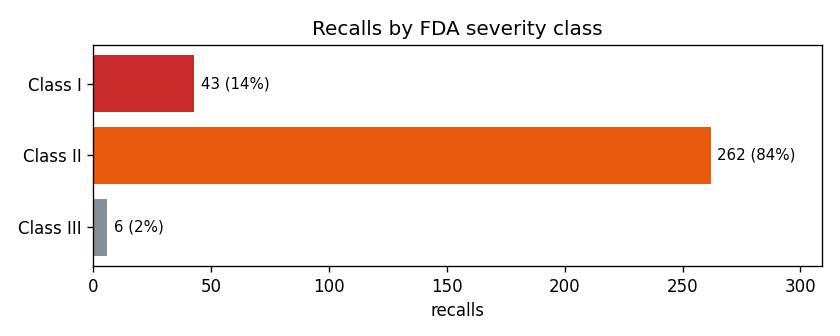 Recalls by FDA severity class
Class I
43 (14%)
Class II
262 (84%)
Class III
6 (2%)
0 50 100 150 200 250 300
recalls